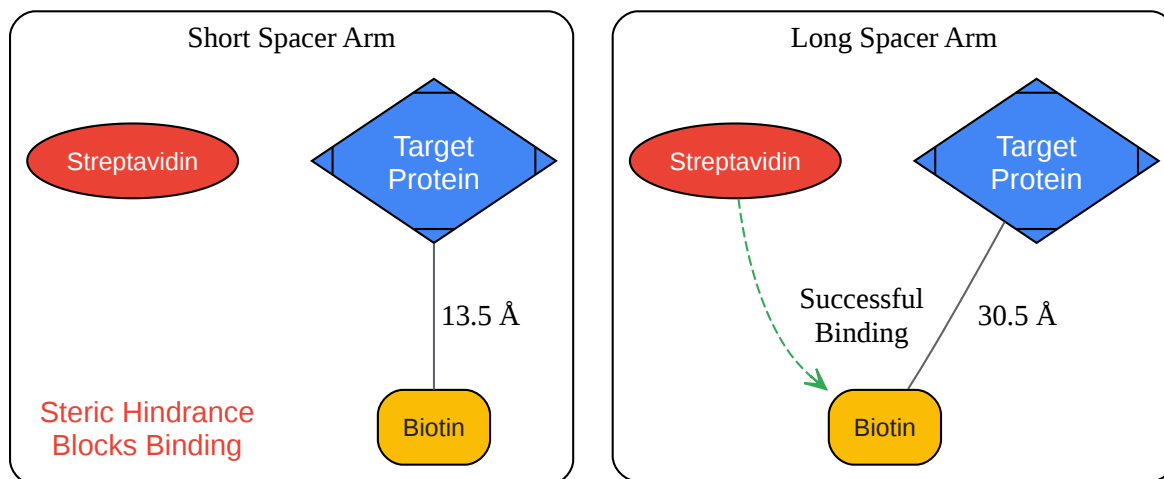 Short Spacer Arm
Streptavidin
Target
Protein
13.5 Å
Steric Hindrance
Blocks Binding
Biotin
Long Spacer Arm
Streptavidin
Target
Protein
Successful
Binding
30.5 Å
Biotin